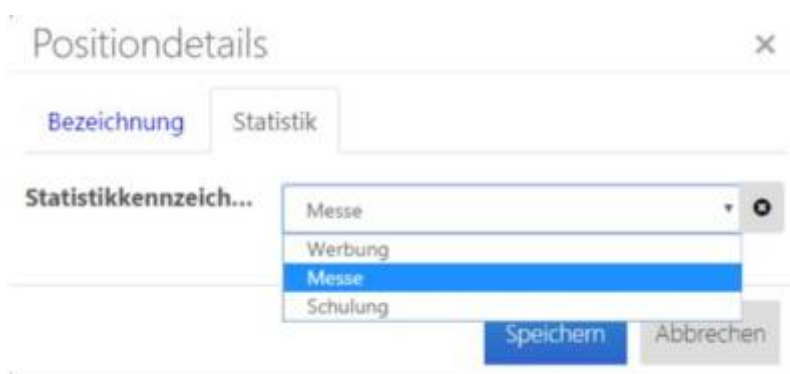 Positiondetails
Bezeichnung Statistik
Statistikkennzeich... Messe
Werbung
Messe
Schulung
Speichern Abbrechen